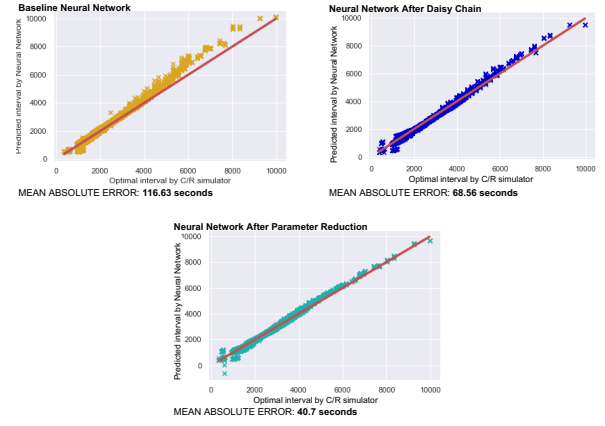 Baseline Neural Network
Predicted interval by Neural Network
10000
8000
6000
4000
2000
0
0 2000 4000 6000 8000 10000
Optimal interval by C/R simulator
MEAN ABSOLUTE ERROR: 116.63 seconds
Neural Network After Daisy Chain
Predicted interval by Neural Network
10000
8000
6000
4000
2000
0
0 2000 4000 6000 8000 10000
Optimal interval by C/R simulator
MEAN ABSOLUTE ERROR: 68.56 seconds
Neural Network After Parameter Reduction
Predicted interval by Neural Network
10000
8000
6000
4000
2000
0
0 2000 4000 6000 8000 10000
Optimal interval by C/R simulator
MEAN ABSOLUTE ERROR: 40.7 seconds